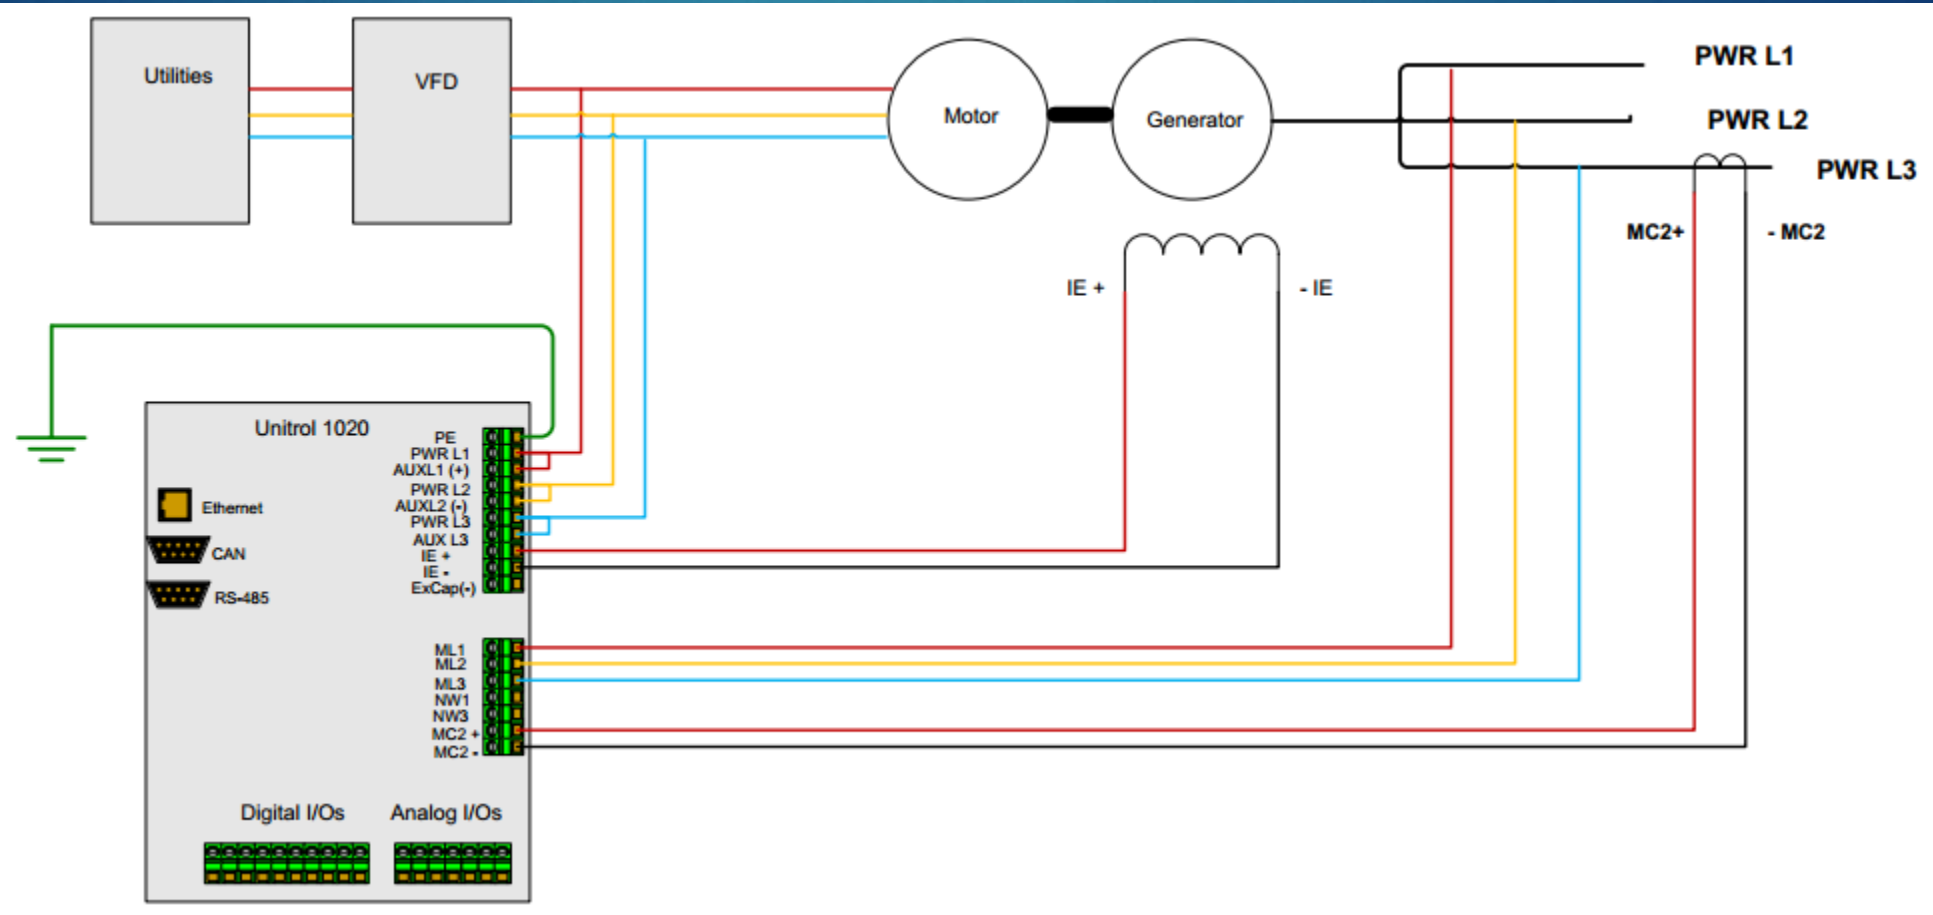 Utilities
VFD
Motor
Generator
PWR L1
PWR L2
PWR L3
MC2+
- MC2
IE +
- IE
Unitrol 1020
PE
PWR L1
AUXL1 (+)
PWR L2
AUXL2 (-)
PWR L3
AUX L3
IE +
IE -
ExCap(-)
Ethernet
CAN
RS-485
ML1
ML2
ML3
NW1
NW3
MC2 +
MC2 -
Digital I/Os
Analog I/Os